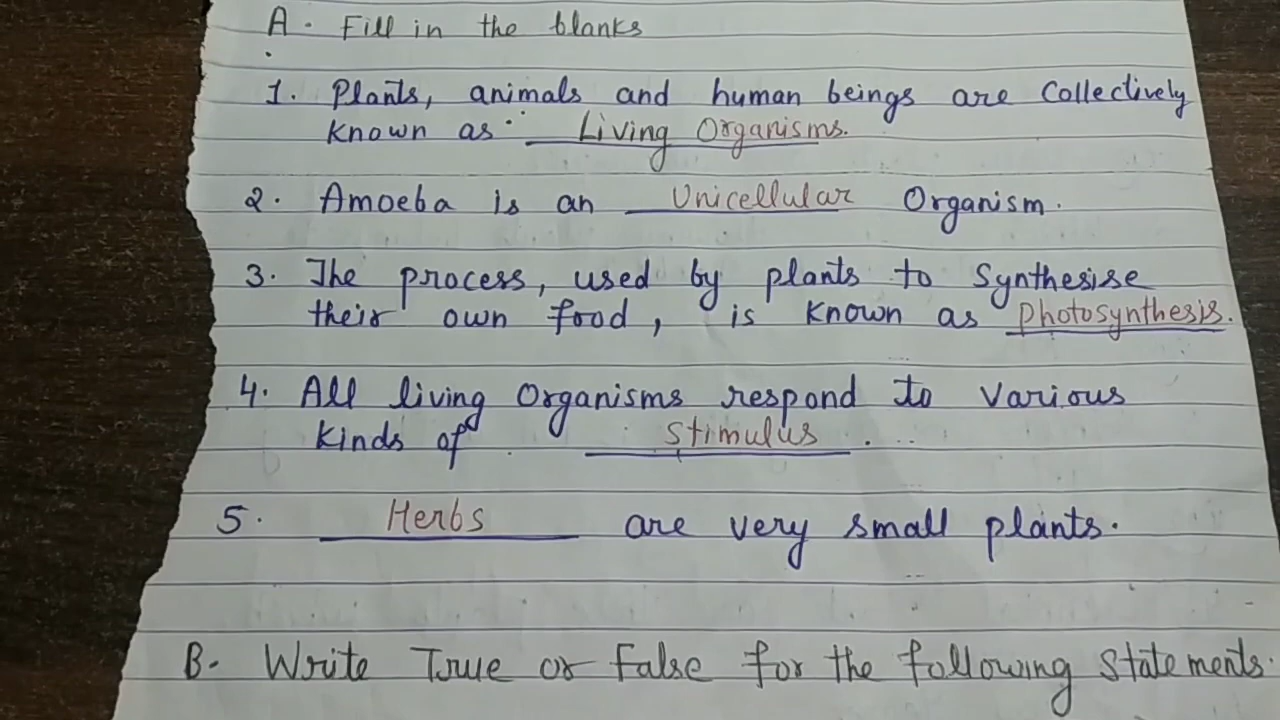 A. Fill in the blanks
1. Plants, animals and human beings are Collectively
known as Living Organisms.
2. Amoeba is an Unicellular Organism.
3. The process, used by plants to Synthesise
their own food, is known as photosynthesis.
4. All living Organisms respond to various
kinds of stimulus.
5. Herbs are very small plants.
B. Write True or False for the following statements.